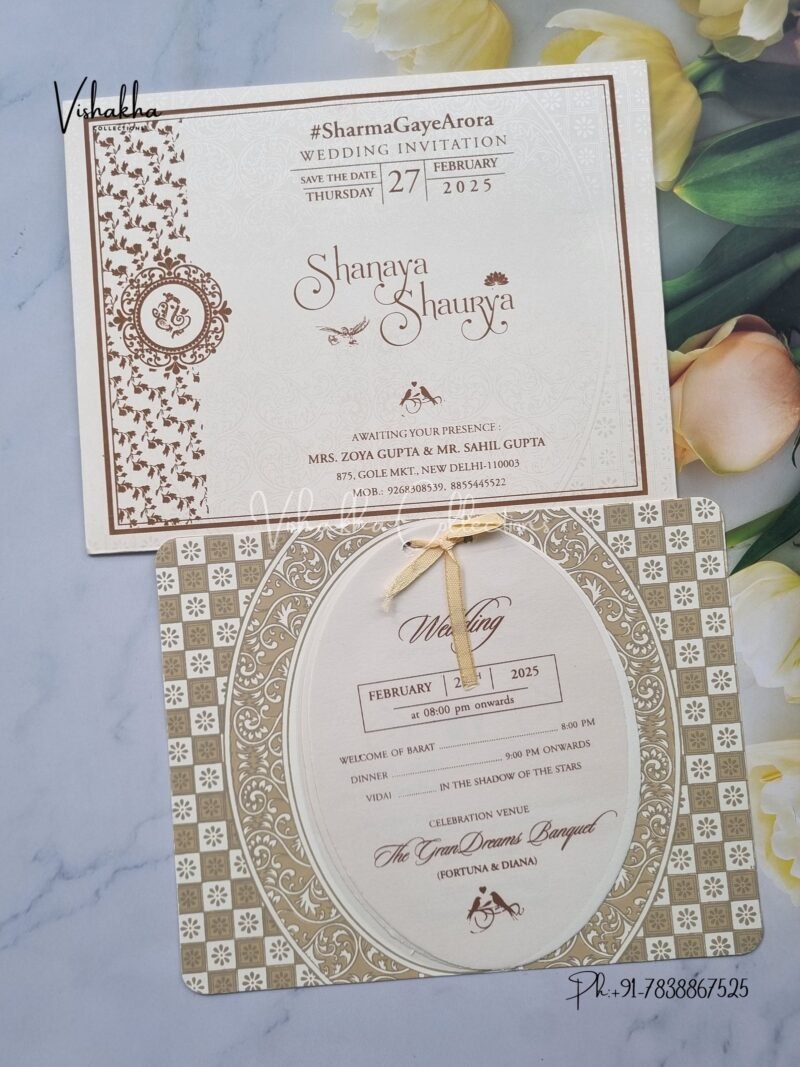 Vishakha
COLLECTIONS
#SharmaGayeArora
WEDDING INVITATION
SAVE THE DATE
THURSDAY
27
FEBRUARY
2025
Shanaya
Shaurya
AWAITING YOUR PRESENCE :
MRS. ZOYA GUPTA & MR. SAHIL GUPTA
875, GOLE MKT., NEW DELHI-110003
MOB.: 9268308539, 8855445522
Vishakha Collections
Wedding
FEBRUARY
2025
at 08:00 pm onwards
WELCOME OF BARAT ........................................ 8:00 PM
DINNER ...................................... 9:00 PM ONWARDS
VIDAI ............. IN THE SHADOW OF THE STARS
CELEBRATION VENUE
The GranDreams Banquet
(FORTUNA & DIANA)
Ph:+91-7838867525